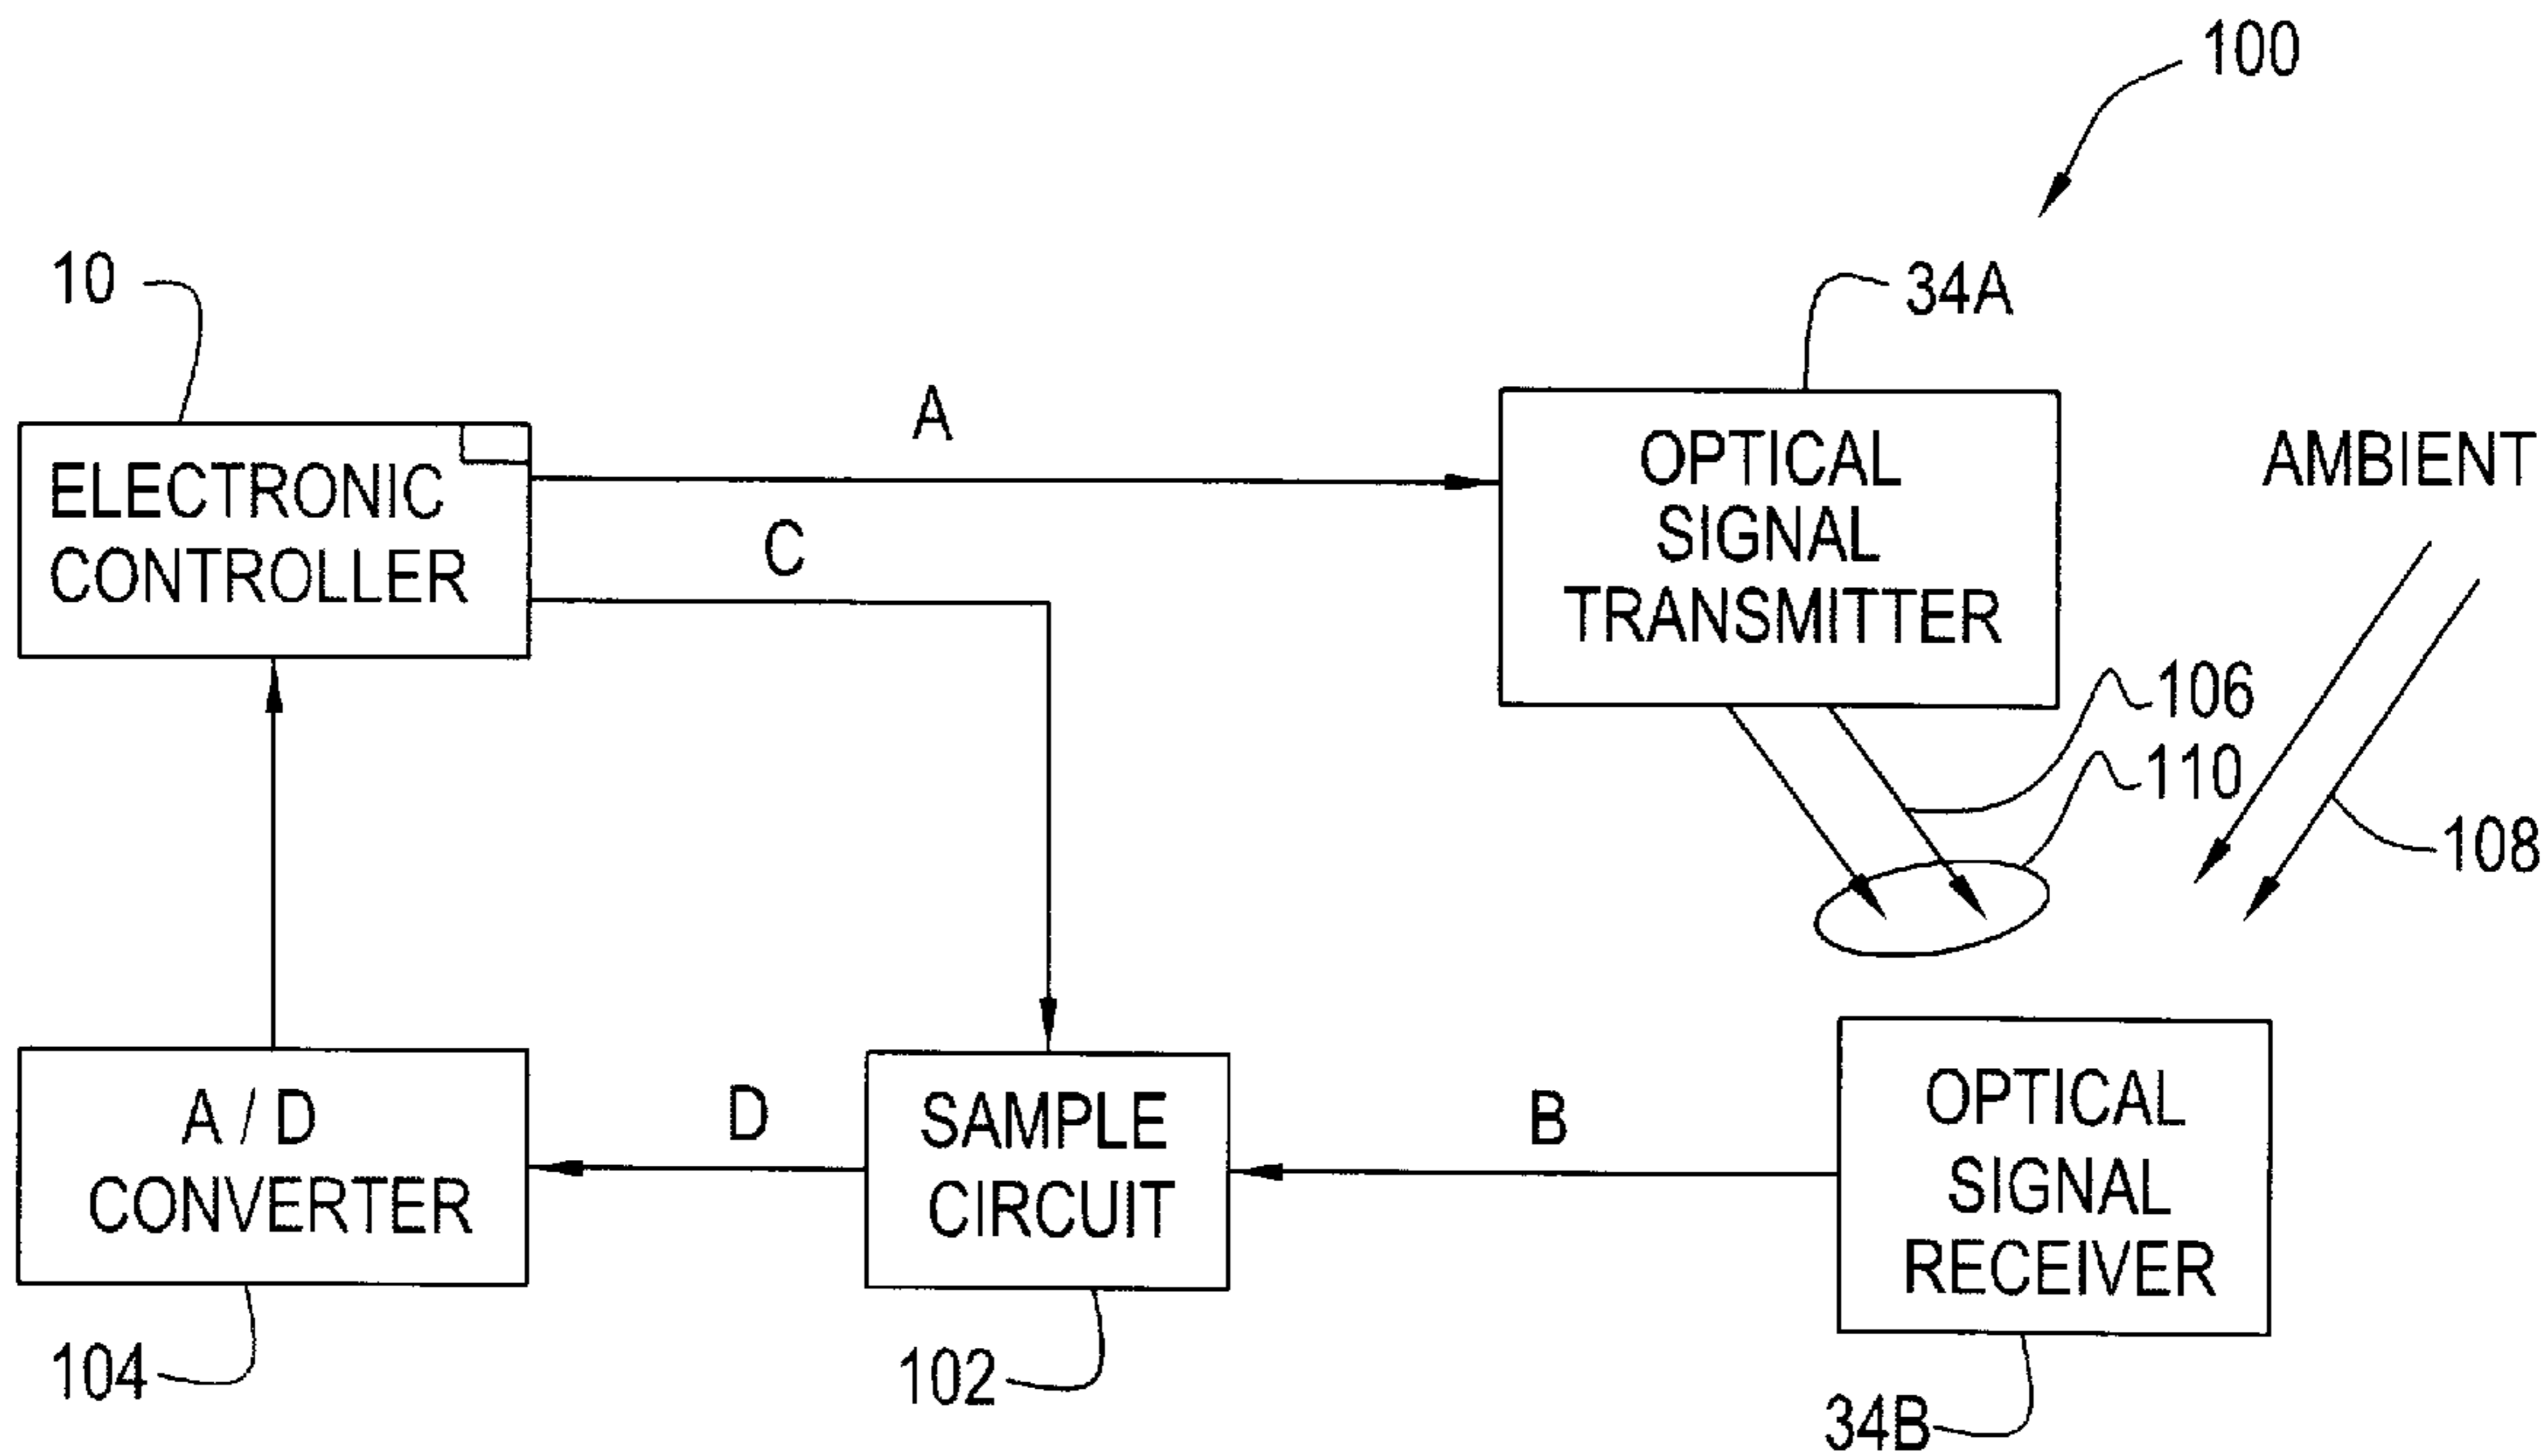 100
10
34A
A
ELECTRONIC
CONTROLLER
C
OPTICAL
SIGNAL
TRANSMITTER
AMBIENT
106
110
108
A / D
CONVERTER
D
SAMPLE
CIRCUIT
B
OPTICAL
SIGNAL
RECEIVER
104
102
34B